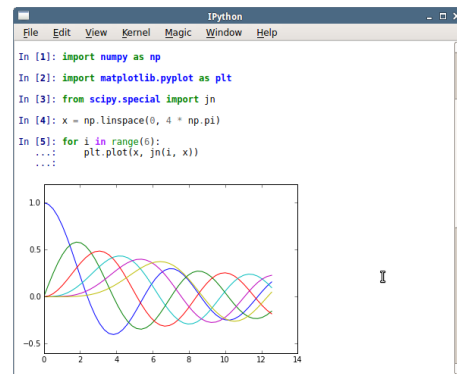 IPython
File Edit View Kernel Magic Window Help
In [1]: import numpy as np
In [2]: import matplotlib.pyplot as plt
In [3]: from scipy.special import jn
In [4]: x = np.linspace(0, 4 * np.pi)
In [5]: for i in range(6):
   ...:     plt.plot(x, jn(i, x))
   ...:
1.0
0.5
0.0
−0.5
0 2 4 6 8 10 12 14